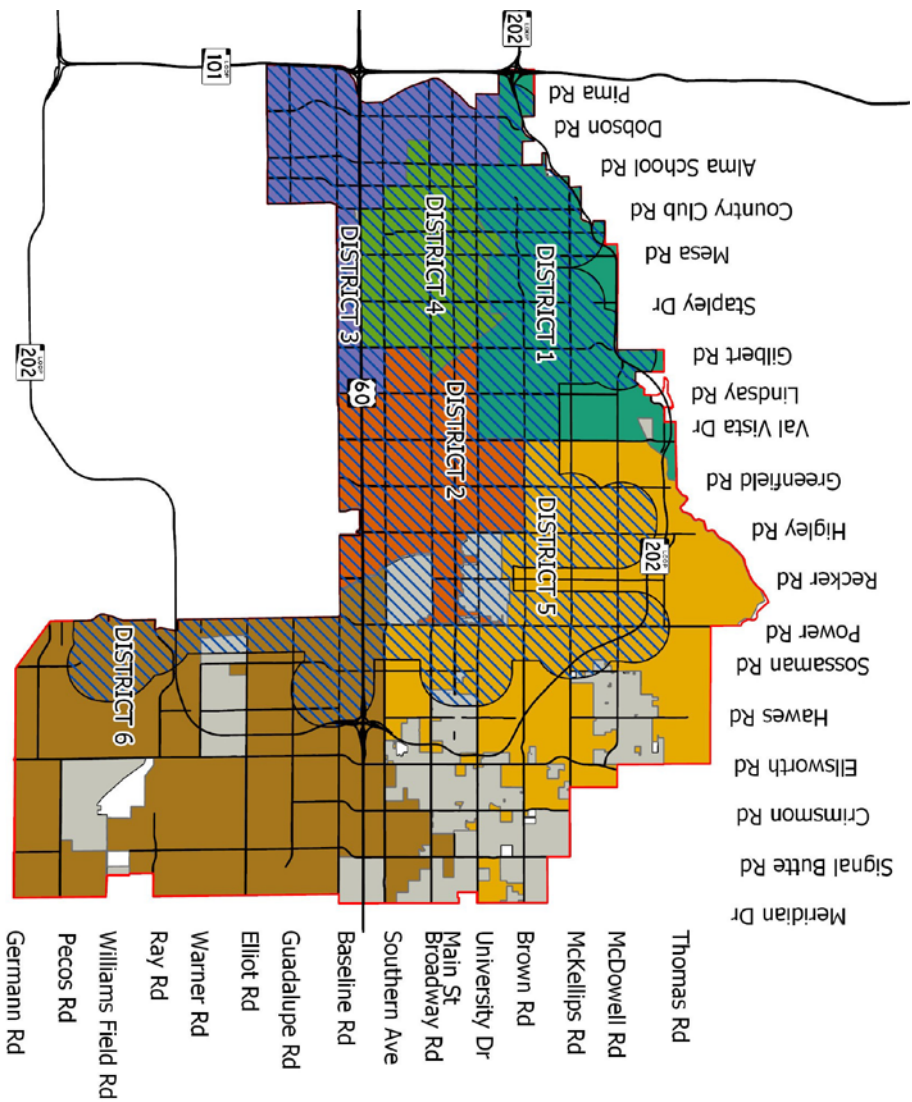 LOOP
202
LOOP
101
Pima Rd
Dobson Rd
Alma School Rd
Country Club Rd
Mesa Rd
Stapley Dr
Gilbert Rd
Lindsay Rd
Val Vista Dr
Greenfield Rd
Higley Rd
Recker Rd
Power Rd
Sossaman Rd
Hawes Rd
Ellsworth Rd
Crimsmon Rd
Signal Butte Rd
Meridian Dr
DISTRICT 1
DISTRICT 4
DISTRICT 3
DISTRICT 2
DISTRICT 5
DISTRICT 6
60
LOOP
202
LOOP
202
Thomas Rd
McDowell Rd
McKellips Rd
Brown Rd
University Dr
Main St
Broadway Rd
Southern Ave
Baseline Rd
Guadalupe Rd
Elliot Rd
Warner Rd
Ray Rd
Williams Field Rd
Pecos Rd
Germann Rd